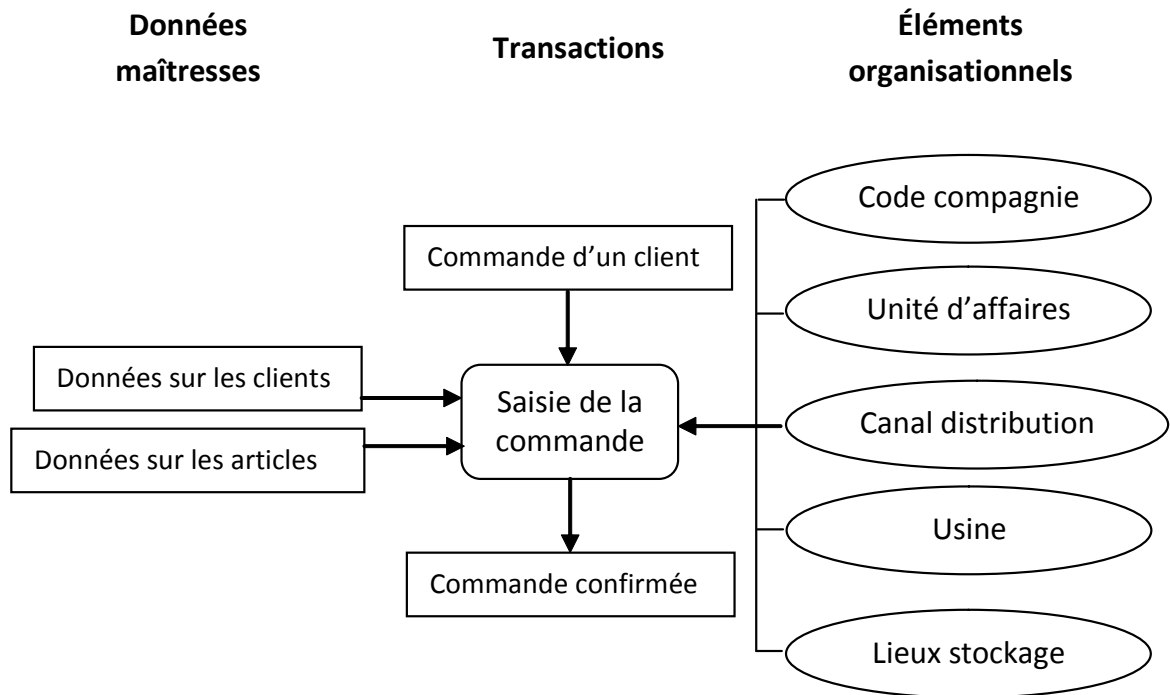 Données
maîtresses
Transactions
Éléments
organisationnels
Code compagnie
Commande d’un client
Unité d’affaires
Données sur les clients
Saisie de la
commande
Canal distribution
Données sur les articles
Usine
Commande confirmée
Lieux stockage